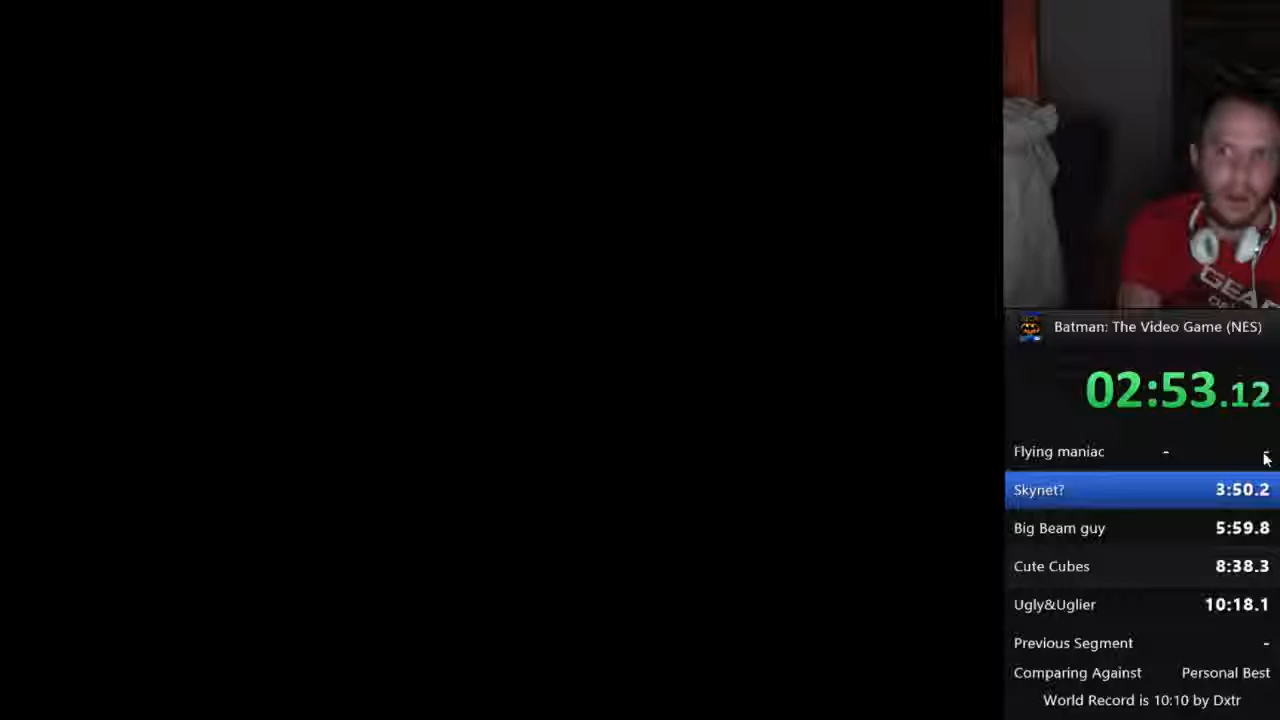 GEAR
Batman: The Video Game (NES)
02:53.12
Flying maniac - -
Skynet? 3:50.2
Big Beam guy 5:59.8
Cute Cubes 8:38.3
Ugly&Uglier 10:18.1
Previous Segment -
Comparing Against Personal Best
World Record is 10:10 by Dxtr